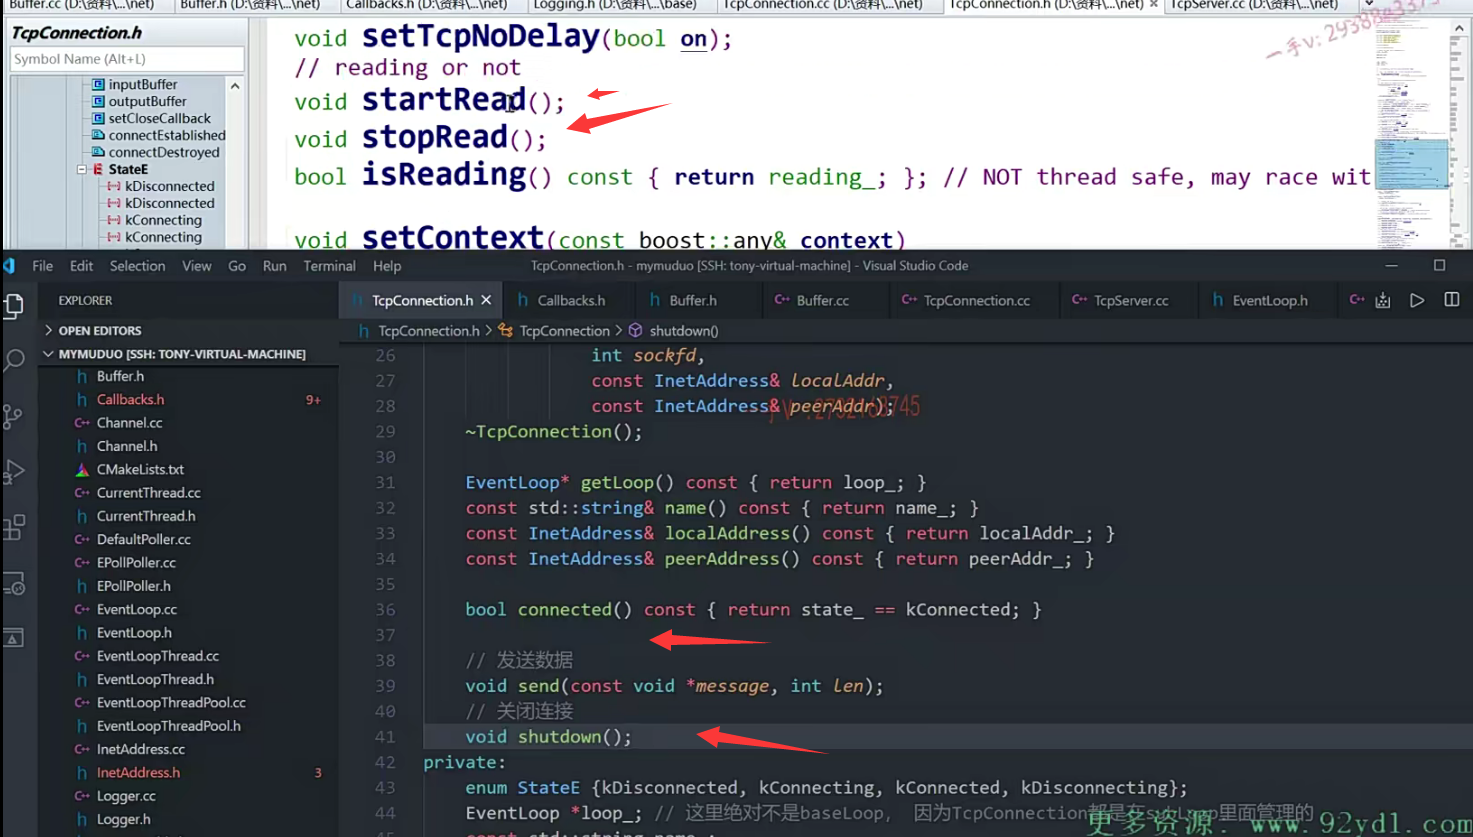 Buffer.cc (D:\资料\...\net) Buffer.h (D:\资料\...\net) Callbacks.h (D:\资料\...\net) Logging.h (D:\资料\...\base) TcpConnection.cc (D:\资料\...\net) TcpConnection.h (D:\资料\...\net) TcpServer.cc (D:\资料\...\net)
TcpConnection.h
Symbol Name (Alt+L)
inputBuffer
outputBuffer
setCloseCallback
connectEstablished
connectDestroyed
StateE
kDisconnected
kDisconnected
kConnecting
kConnecting
void setTcpNoDelay(bool on);
// reading or not
void startRead();
void stopRead();
bool isReading() const { return reading_; }; // NOT thread safe, may race wit
void setContext(const boost::any& context)
File Edit Selection View Go Run Terminal Help TcpConnection.h - mymuduo [SSH: tony-virtual-machine] - Visual Studio Code
EXPLORER
OPEN EDITORS
MYMUDUO [SSH: TONY-VIRTUAL-MACHINE]
Buffer.h
Callbacks.h 9+
Channel.cc
Channel.h
CMakeLists.txt
CurrentThread.cc
CurrentThread.h
DefaultPoller.cc
EPollPoller.cc
EPollPoller.h
EventLoop.cc
EventLoop.h
EventLoopThread.cc
EventLoopThread.h
EventLoopThreadPool.cc
EventLoopThreadPool.h
InetAddress.cc
InetAddress.h 3
Logger.cc
Logger.h
TcpConnection.h Callbacks.h Buffer.h Buffer.cc TcpConnection.cc TcpServer.cc EventLoop.h
TcpConnection.h > TcpConnection > shutdown()
26 int sockfd,
27 const InetAddress& localAddr,
28 const InetAddress& peerAddr);
29 ~TcpConnection();
30
31 EventLoop* getLoop() const { return loop_; }
32 const std::string& name() const { return name_; }
33 const InetAddress& localAddress() const { return localAddr_; }
34 const InetAddress& peerAddress() const { return peerAddr_; }
35
36 bool connected() const { return state_ == kConnected; }
37
38 // 发送数据
39 void send(const void *message, int len);
40 // 关闭连接
41 void shutdown();
42 private:
43 enum StateE {kDisconnected, kConnecting, kConnected, kDisconnecting};
44 EventLoop *loop_; // 这里绝对不是baseLoop, 因为TcpConnection都是在subLoop里面管理的
更多资源: www.92ydl.com